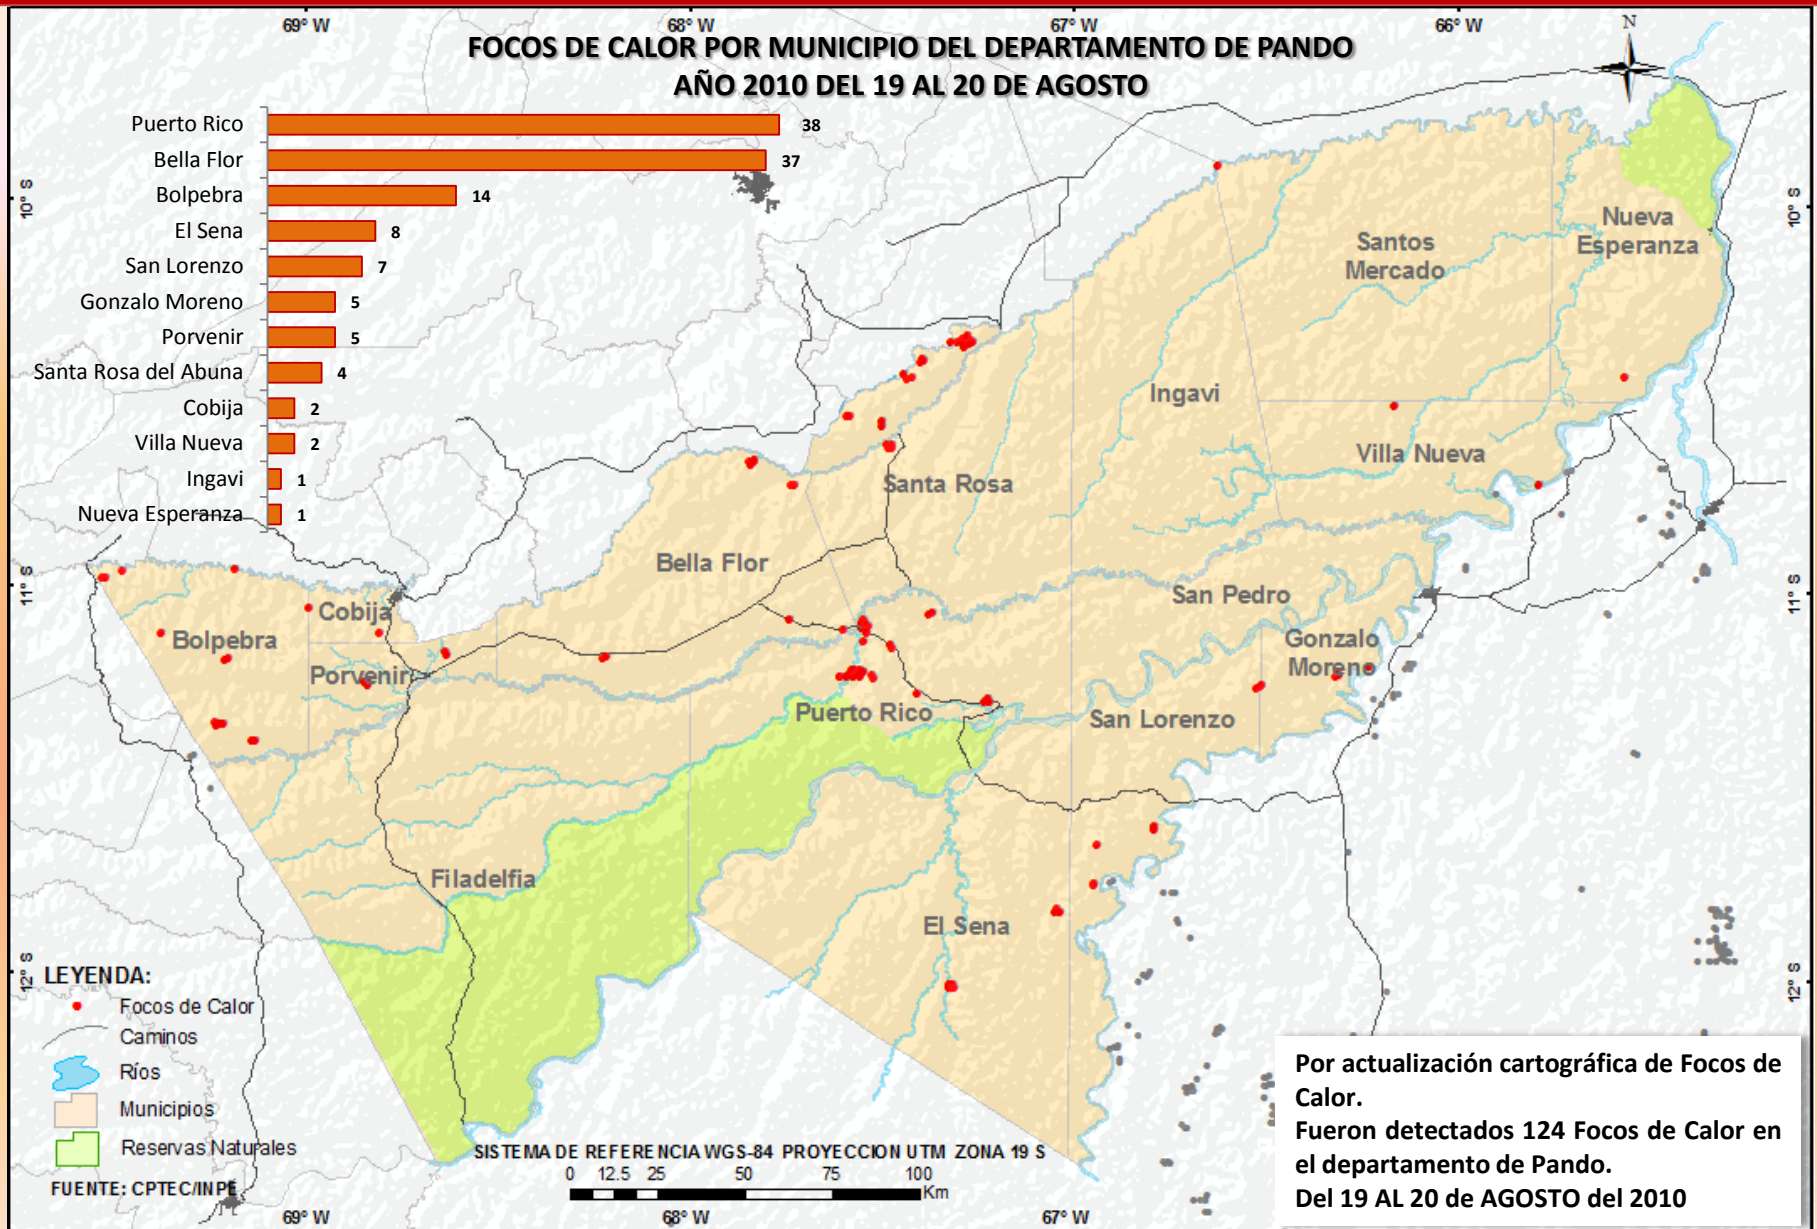 69° W
68° W
67° W
66° W
N
FOCOS DE CALOR POR MUNICIPIO DEL DEPARTAMENTO DE PANDO
AÑO 2010 DEL 19 AL 20 DE AGOSTO
Puerto Rico 38
Bella Flor 37
Bolpebra 14
El Sena 8
San Lorenzo 7
Gonzalo Moreno 5
Porvenir 5
Santa Rosa del Abuna 4
Cobija 2
Villa Nueva 2
Ingavi 1
Nueva Esperanza 1
10° S
10° S
11° S
11° S
12° S
12° S
Nueva
Esperanza
Santos
Mercado
Ingavi
Villa Nueva
Santa Rosa
Bella Flor
San Pedro
Cobija
Bolpebra
Gonzalo
Moreno
Porvenir
Puerto Rico
San Lorenzo
Filadelfia
El Sena
LEYENDA:
Focos de Calor
Caminos
Ríos
Municipios
Reservas Naturales
FUENTE: CPTEC/INPE
SISTEMA DE REFERENCIA WGS-84 PROYECCION UTM ZONA 19 S
0 12.5 25 50 75 100
Km
Por actualización cartográfica de Focos de
Calor.
Fueron detectados 124 Focos de Calor en
el departamento de Pando.
Del 19 AL 20 de AGOSTO del 2010
69° W
68° W
67° W